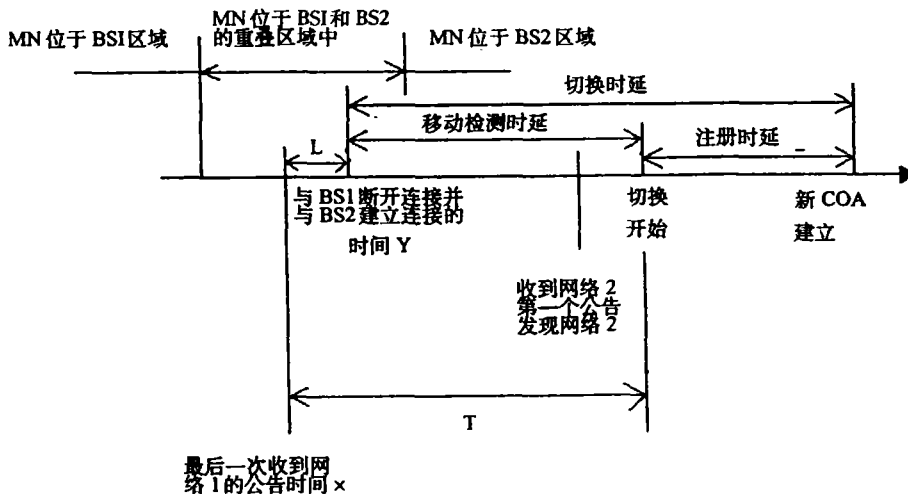 MN 位于 BSI 区域
MN 位于 BSI 和 BS2
的重叠区域中
MN 位于 BS2 区域
切换时延
移动检测时延
注册时延
L
与 BS1 断开连接并
与 BS2 建立连接的
时间 Y
切换
开始
新 COA
建立
收到网络 2
第一个公告
发现网络 2
T
最后一次收到网
络 1 的公告时间 ×